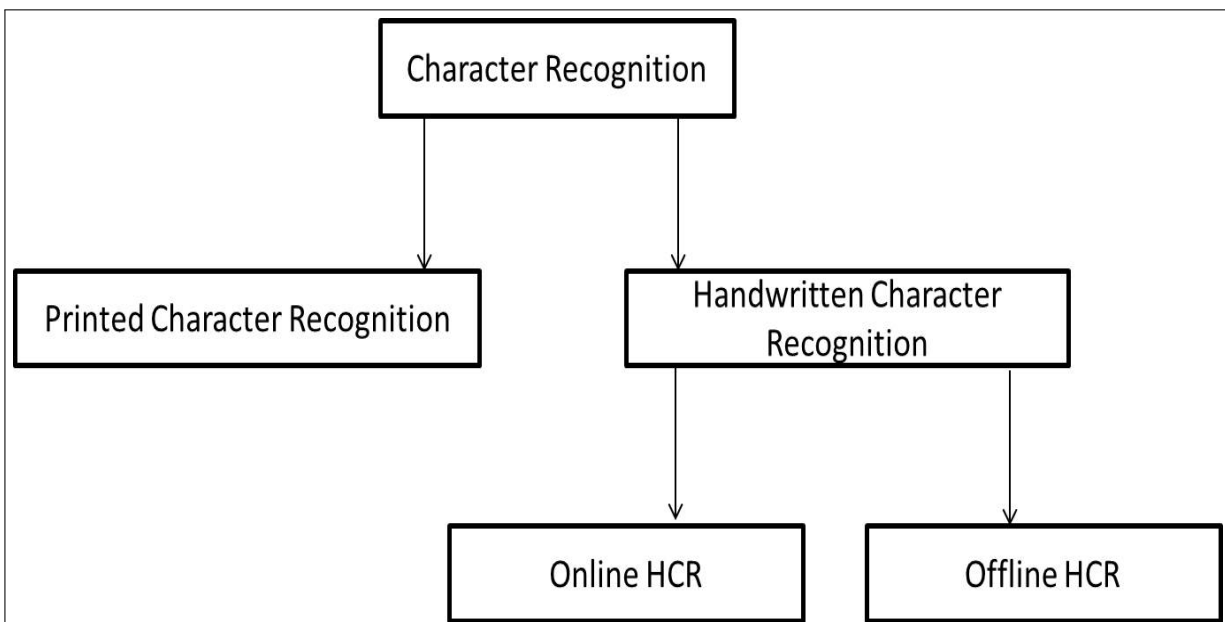 Character Recognition
Printed Character Recognition
Handwritten Character
Recognition
Online HCR
Offline HCR